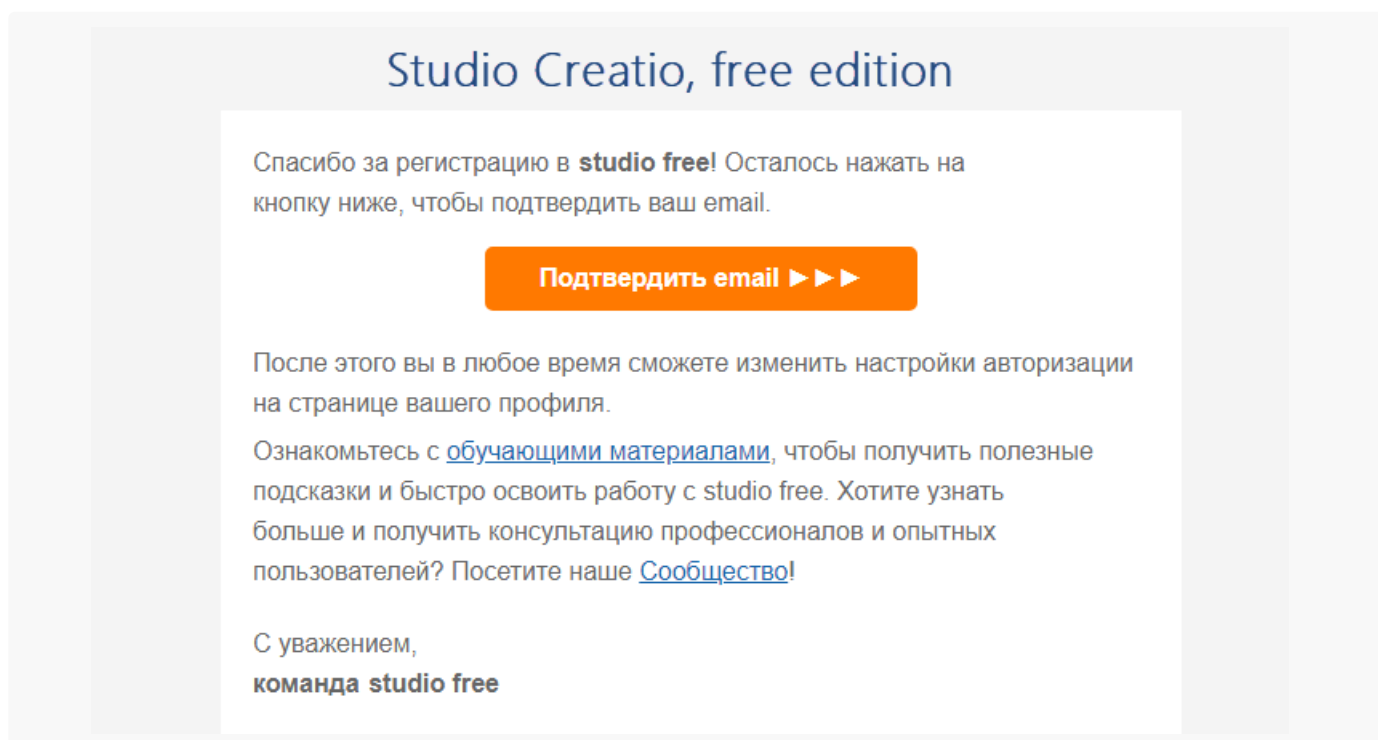 Studio Creatio, free edition
Спасибо за регистрацию в studio free! Осталось нажать на
кнопку ниже, чтобы подтвердить ваш email.
Подтвердить email ►►►
После этого вы в любое время сможете изменить настройки авторизации
на странице вашего профиля.
Ознакомьтесь с обучающими материалами, чтобы получить полезные
подсказки и быстро освоить работу с studio free. Хотите узнать
больше и получить консультацию профессионалов и опытных
пользователей? Посетите наше Сообщество!
С уважением,
команда studio free